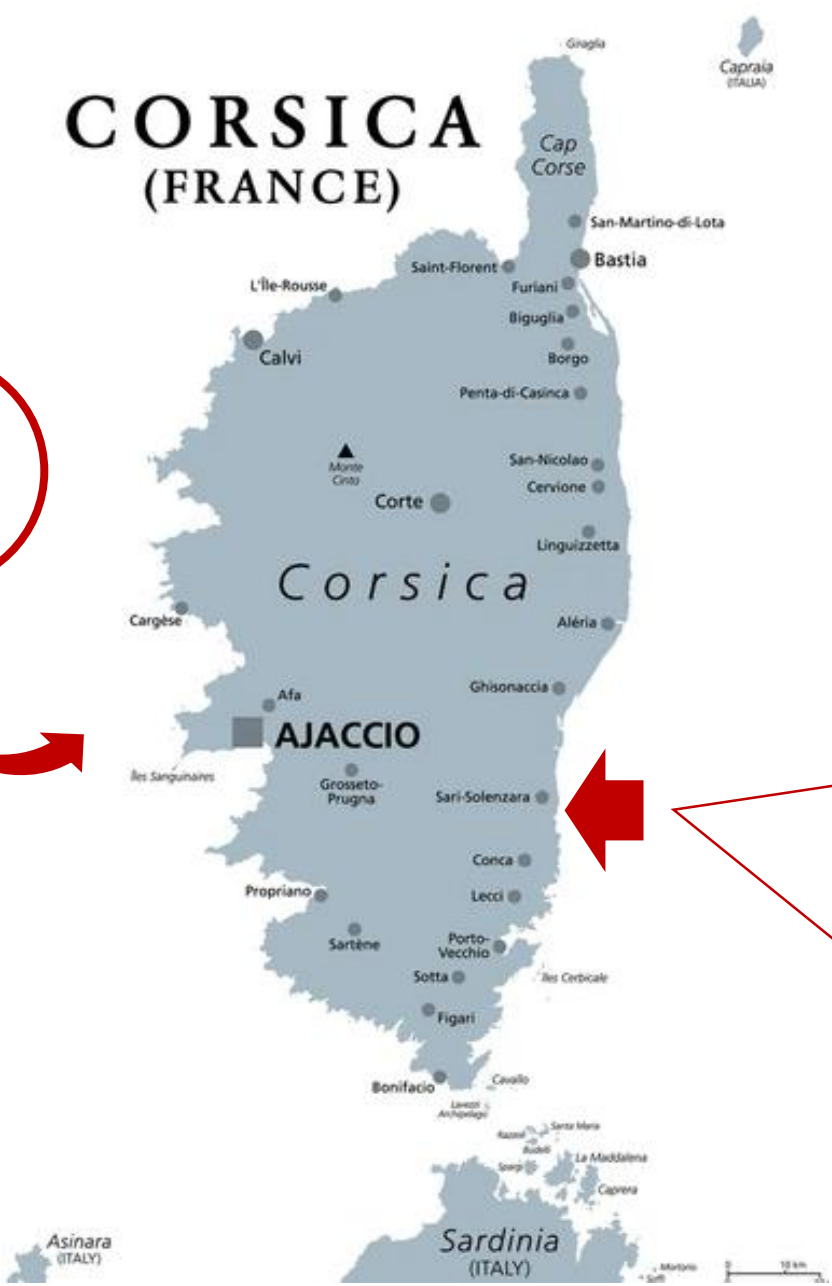 Giraglia
Capraia
(ITALIA)
CORSICA
(FRANCE)
Cap
Corse
San-Martino-di-Lota
Bastia
Saint-Florent
L'Île-Rousse
Furiani
Biguglia
Calvi
Borgo
Penta-di-Casinca
Monte
Cinto
San-Nicolao
Corte
Cervione
Linguizzetta
Corsica
Cargèse
Aléria
Ghisonaccia
Afa
AJACCIO
Îles Sanguinaires
Grosseto-
Prugna
Sari-Solenzara
Conca
Propriano
Lecci
Sartène
Porto-
Vecchio
Sotta
Îles Cerbicale
Figari
Bonifacio
Cavallo
Lavezzi
Archipelago
Santa Maria
Razzoli
Budelli
Spargi
La Maddalena
Caprera
Asinara
(ITALY)
Sardinia
(ITALY)
Mortorio
0 10 km